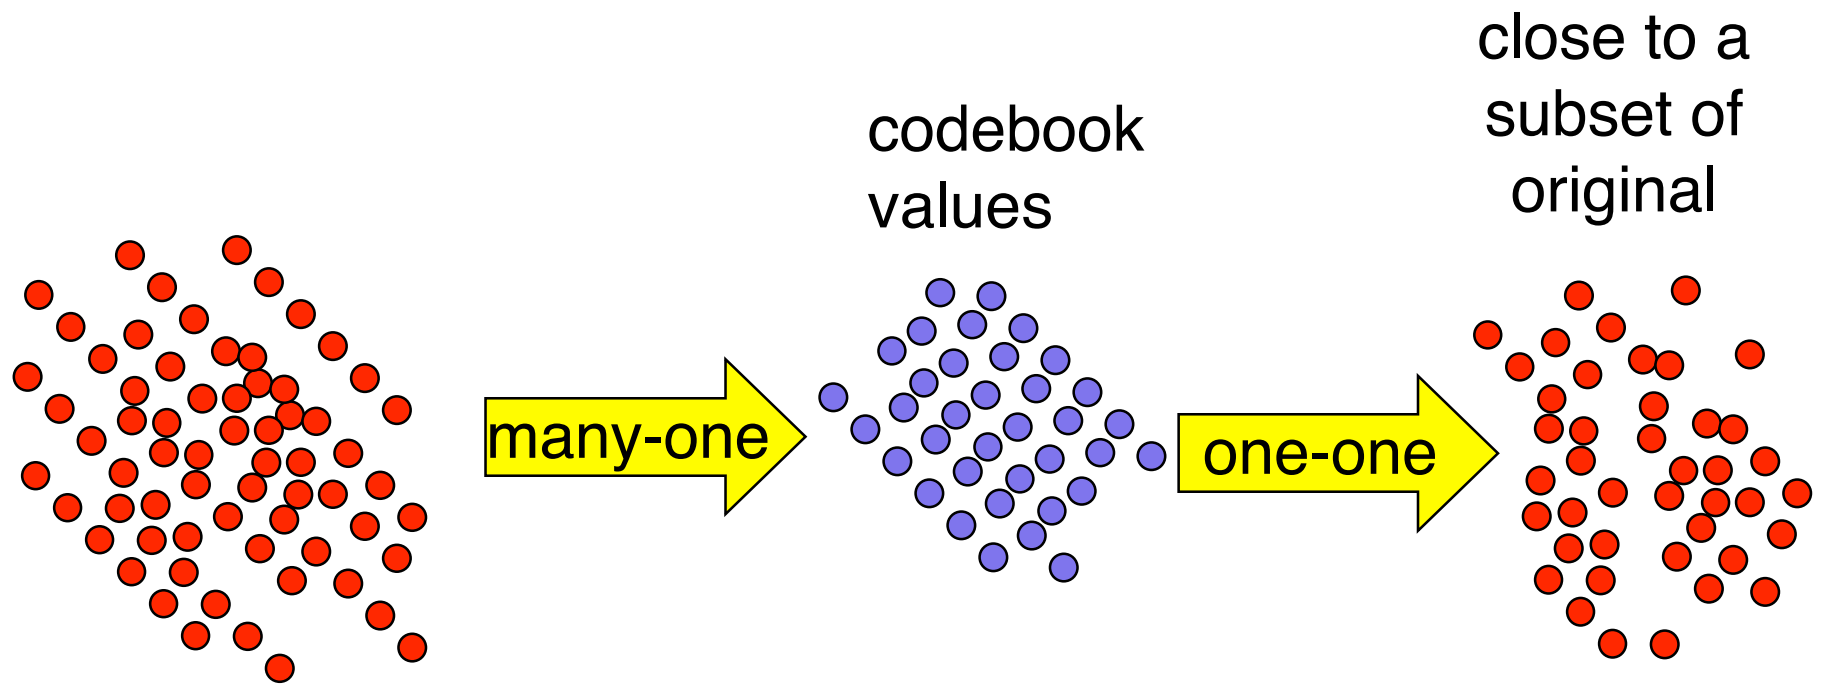 close to a
subset of
original
codebook
values
many-one
one-one